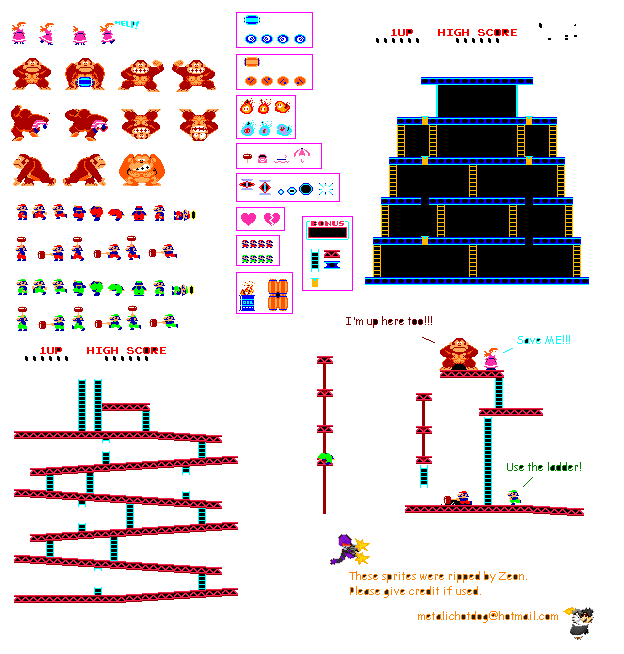 HELP!
1UP HIGH SCORE
BONUS
I'm up here too!!!
Save ME!!!
1UP HIGH SCORE
Use the ladder!
These sprites were ripped by Zeon.
Please give credit if used.
metalichotdog@hotmail.com